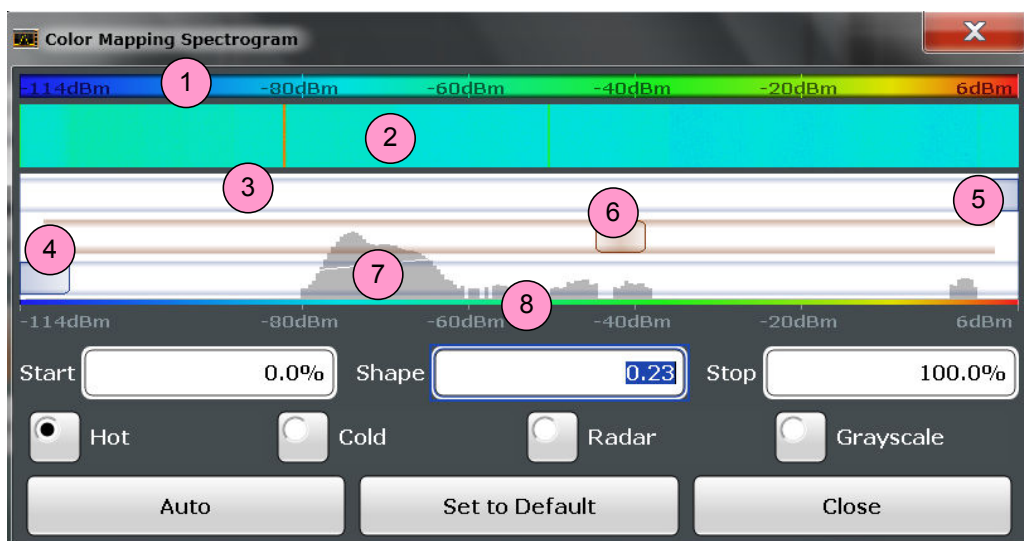 Color Mapping Spectrogram X
-114dBm 1 -80dBm -60dBm -40dBm -20dBm 6dBm
2
3
5
6
4
7
8
-114dBm -80dBm -60dBm -40dBm -20dBm 6dBm
Start 0.0% Shape 0.23 Stop 100.0%
Hot Cold Radar Grayscale
Auto Set to Default Close